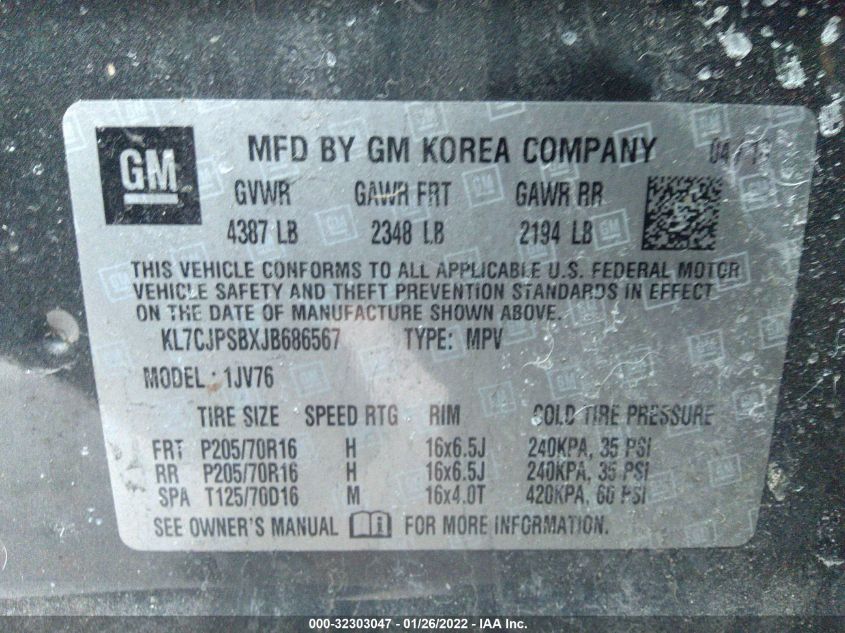 GM MFD BY GM KOREA COMPANY
GVWR GAWR FRT GAWR RR
4387 LB 2348 LB 2194 LB
THIS VEHICLE CONFORMS TO ALL APPLICABLE U.S. FEDERAL MOTOR
VEHICLE SAFETY AND THEFT PREVENTION STANDARDS IN EFFECT
ON THE DATE OF MANUFACTURE SHOWN ABOVE.
KL7CJPSBXJB686567 TYPE: MPV
MODEL: 1JV76
TIRE SIZE SPEED RTG RIM COLD TIRE PRESSURE
FRT P205/70R16 H 16x6.5J 240KPA, 35 PSI
RR P205/70R16 H 16x6.5J 240KPA, 35 PSI
SPA T125/70D16 M 16x4.0T 420KPA, 60 PSI
SEE OWNER'S MANUAL FOR MORE INFORMATION.
000-32303047 - 01/26/2022 - IAA Inc.